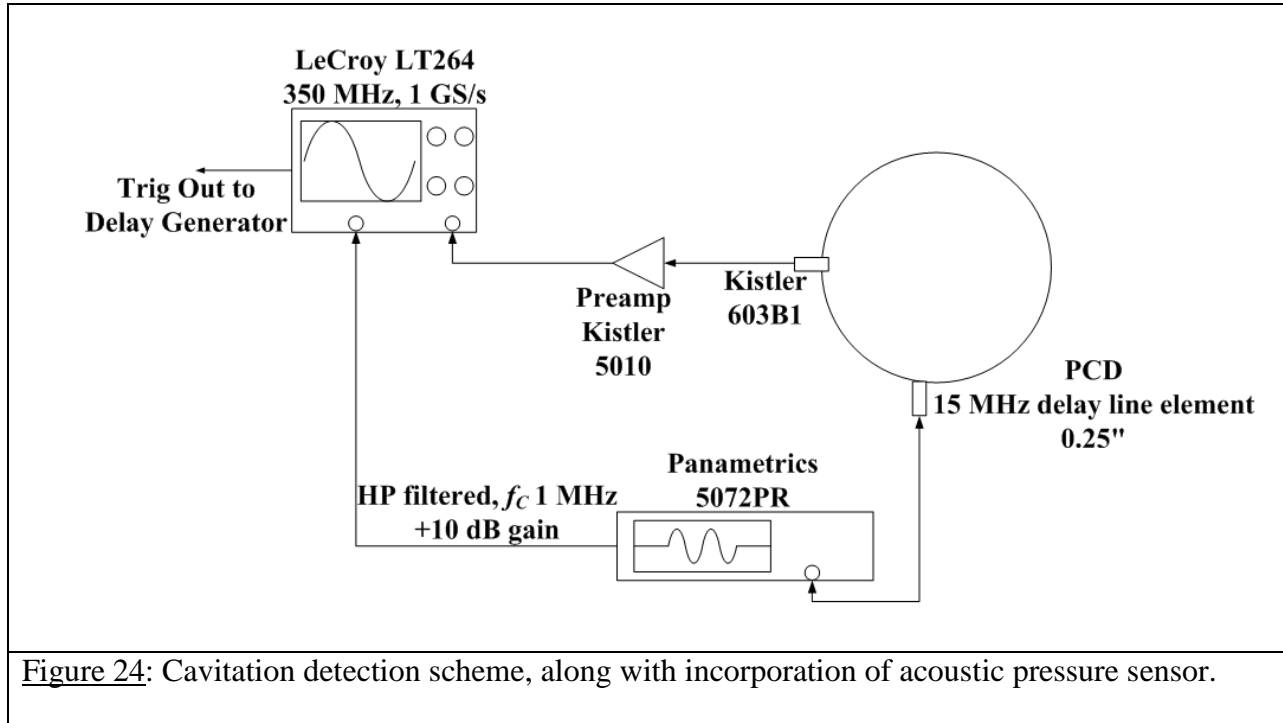 LeCroy LT264
350 MHz, 1 GS/s
Trig Out to
Delay Generator
Preamp
Kistler
5010
Kistler
603B1
PCD
15 MHz delay line element
0.25"
Panametrics
5072PR
HP filtered, fC 1 MHz
+10 dB gain
Figure 24: Cavitation detection scheme, along with incorporation of acoustic pressure sensor.